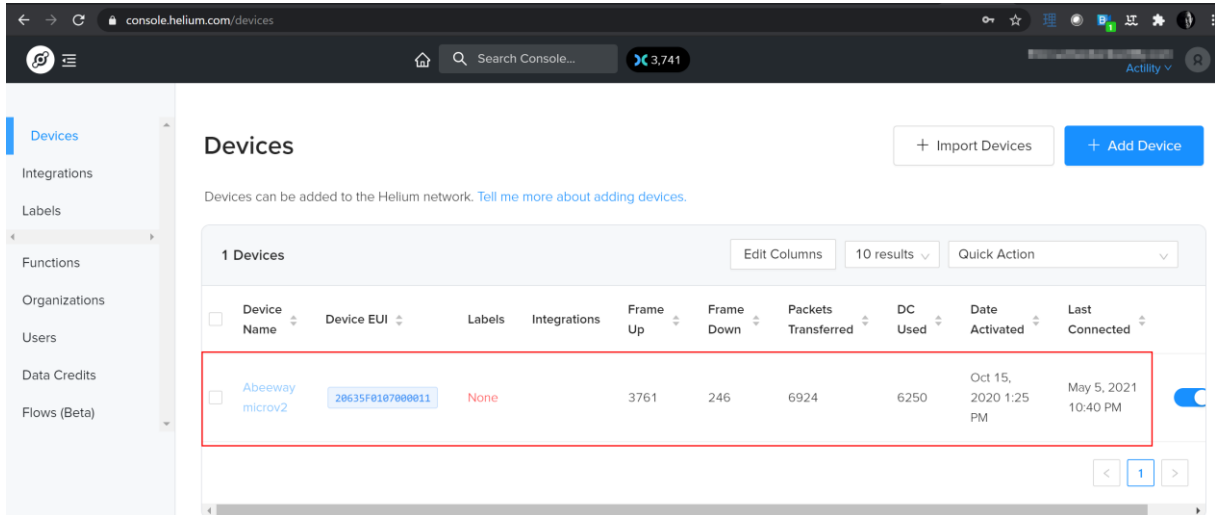 console.helium.com/devices
Search Console...
3,741
Actility
Devices
Integrations
Labels
Functions
Organizations
Users
Data Credits
Flows (Beta)
Devices
+ Import Devices
+ Add Device
Devices can be added to the Helium network. Tell me more about adding devices.
1 Devices
Edit Columns
10 results
Quick Action
Device Name
Device EUI
Labels
Integrations
Frame Up
Frame Down
Packets Transferred
DC Used
Date Activated
Last Connected
Abeeway
microv2
20635F0107000011
None
3761
246
6924
6250
Oct 15,
2020 1:25
PM
May 5, 2021
10:40 PM
< 1 >